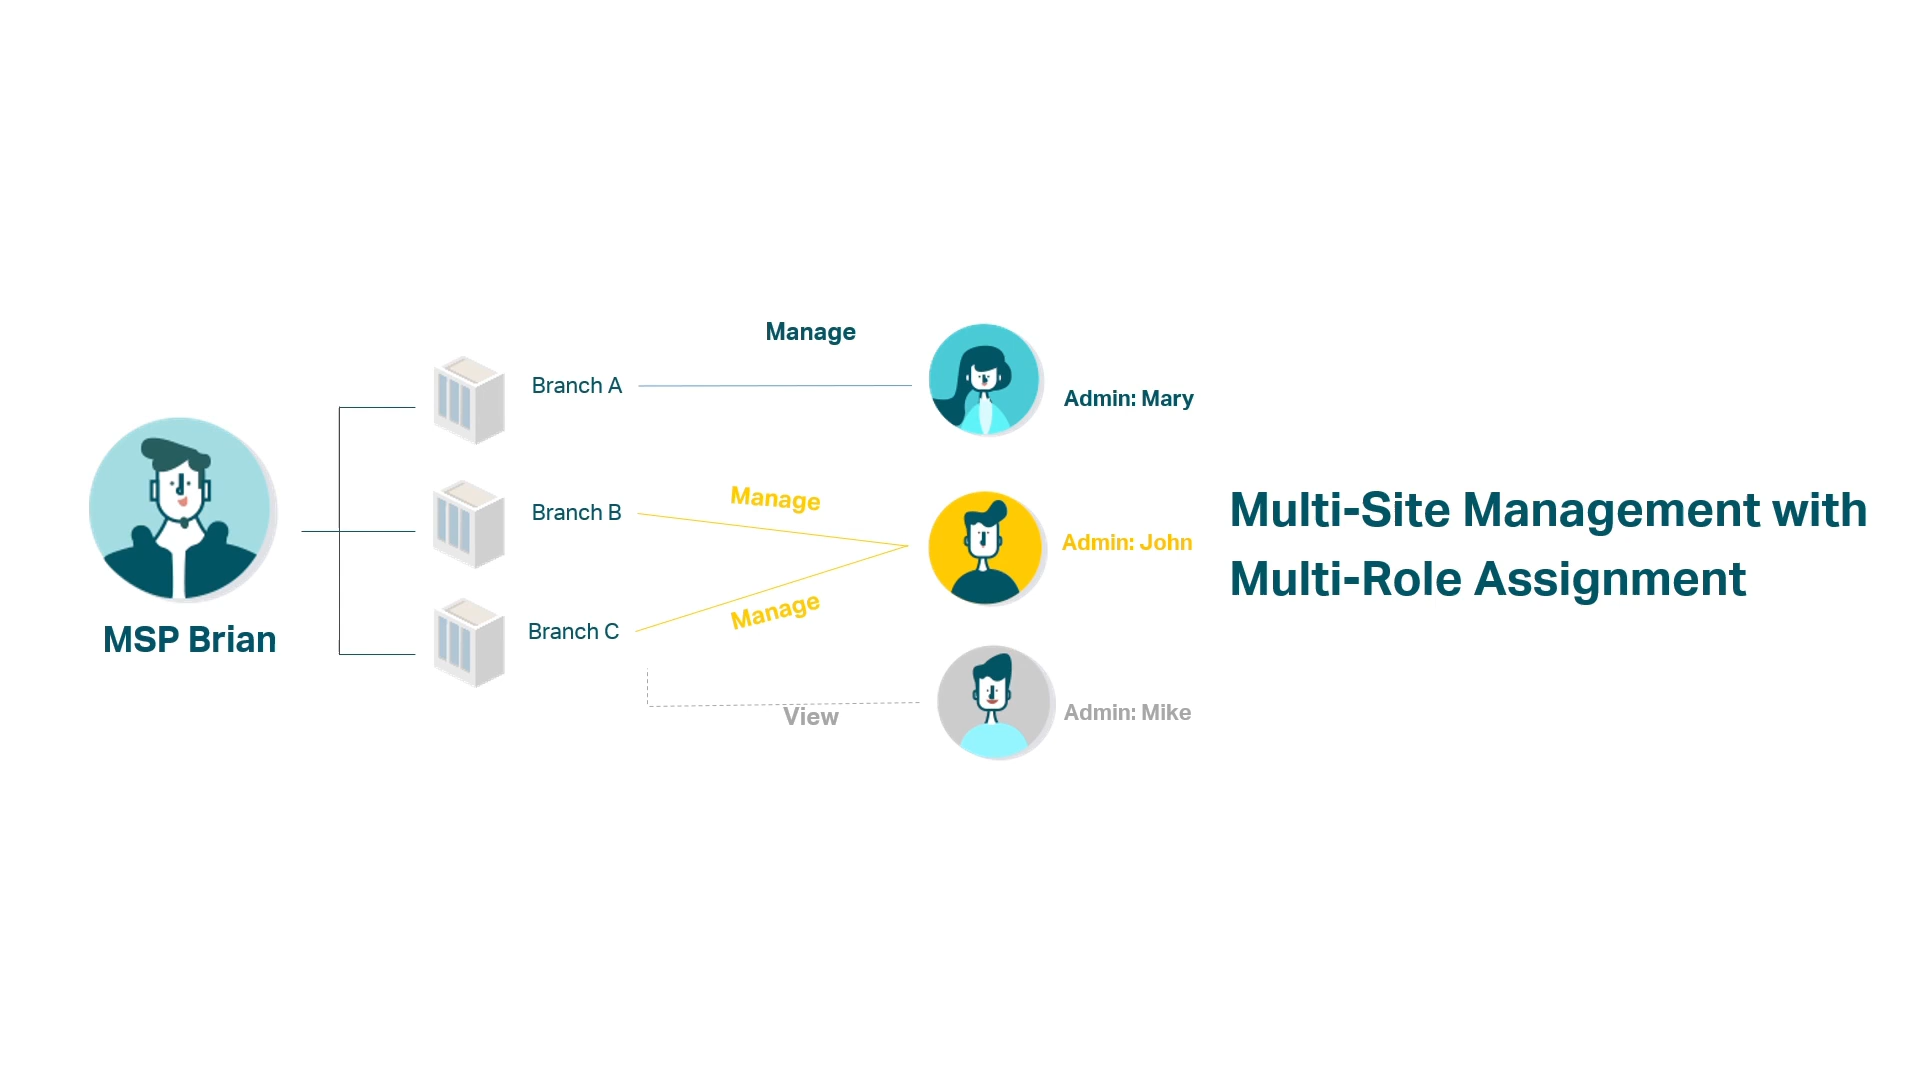 MSP Brian
Branch A
Branch B
Branch C
Manage
Manage
Manage
View
Admin: Mary
Admin: John
Admin: Mike
Multi-Site Management with
Multi-Role Assignment